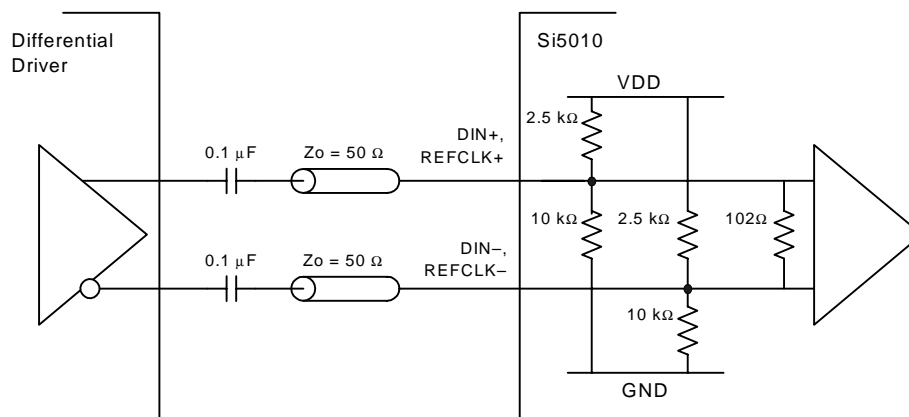 Differential
Driver
Si5010
VDD
2.5 kΩ
DIN+,
REFCLK+
0.1 μF
Zo = 50 Ω
10 kΩ
2.5 kΩ
102Ω
DIN–,
REFCLK–
0.1 μF
Zo = 50 Ω
10 kΩ
GND